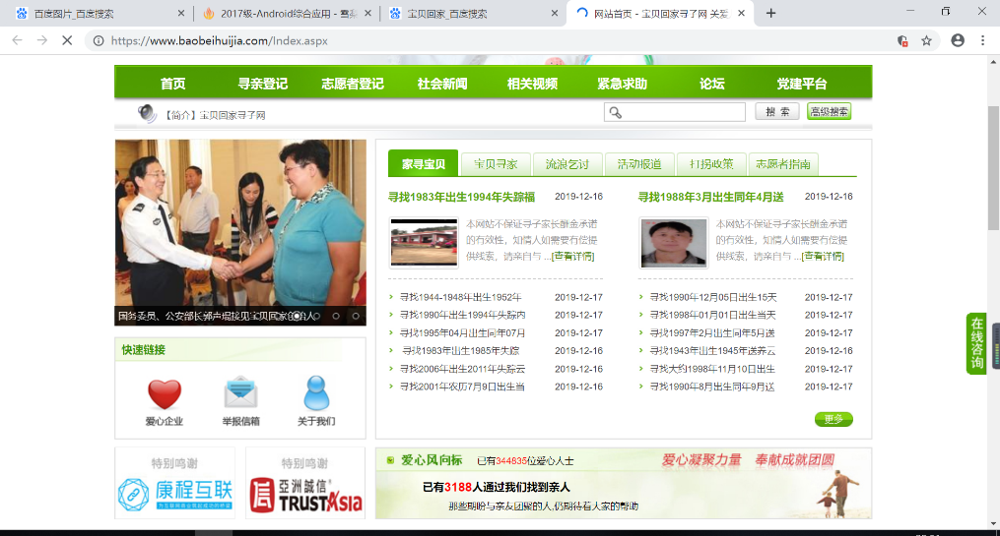 百度图片_百度搜索
2017级-Android综合应用 - 雷
宝贝回家_百度搜索
网站首页 - 宝贝回家寻子网 关爱
https://www.baobeihuijia.com/Index.aspx
首页 寻亲登记 志愿者登记 社会新闻 相关视频 紧急求助 论坛 党建平台
【简介】宝贝回家寻子网
搜 索 高级搜索
国务委员、公安部长郭声琨接见宝贝回家创始人
家寻宝贝 宝贝寻家 流浪乞讨 活动报道 打拐政策 志愿者指南
寻找1983年出生1994年失踪福 2019-12-16
本网站不保证寻子家长酬金承诺
的有效性，知情人如需要有偿提
供线索，请亲自与 ...[查看详情]
寻找1988年3月出生同年4月送 2019-12-16
本网站不保证寻子家长酬金承诺
的有效性，知情人如需要有偿提
供线索，请亲自与 ...[查看详情]
寻找1944-1948年出生1952年 2019-12-17
寻找1990年出生1994年失踪内 2019-12-17
寻找1995年04月出生同年07月 2019-12-17
寻找1983年出生1985年失踪 2019-12-16
寻找2006年出生2011年失踪云 2019-12-16
寻找2001年农历7月9日出生当 2019-12-16
寻找1990年12月05日出生15天 2019-12-17
寻找1998年01月01日出生当天 2019-12-17
寻找1997年2月出生同年5月送 2019-12-17
寻找1943年出生1945年送养云 2019-12-16
寻找大约1998年11月10日出生 2019-12-17
寻找1990年8月出生同年9月送 2019-12-17
更多
快速链接
爱心企业 举报信箱 关于我们
在线咨询
特别鸣谢
康程互联
特别鸣谢
亞洲誠信
TRUSTAsia
爱心风向标 已有344835位爱心人士 爱心凝聚力量 奉献成就团圆
已有3188人通过我们找到亲人
那些期盼与亲友团聚的人,仍期待着大家的帮助